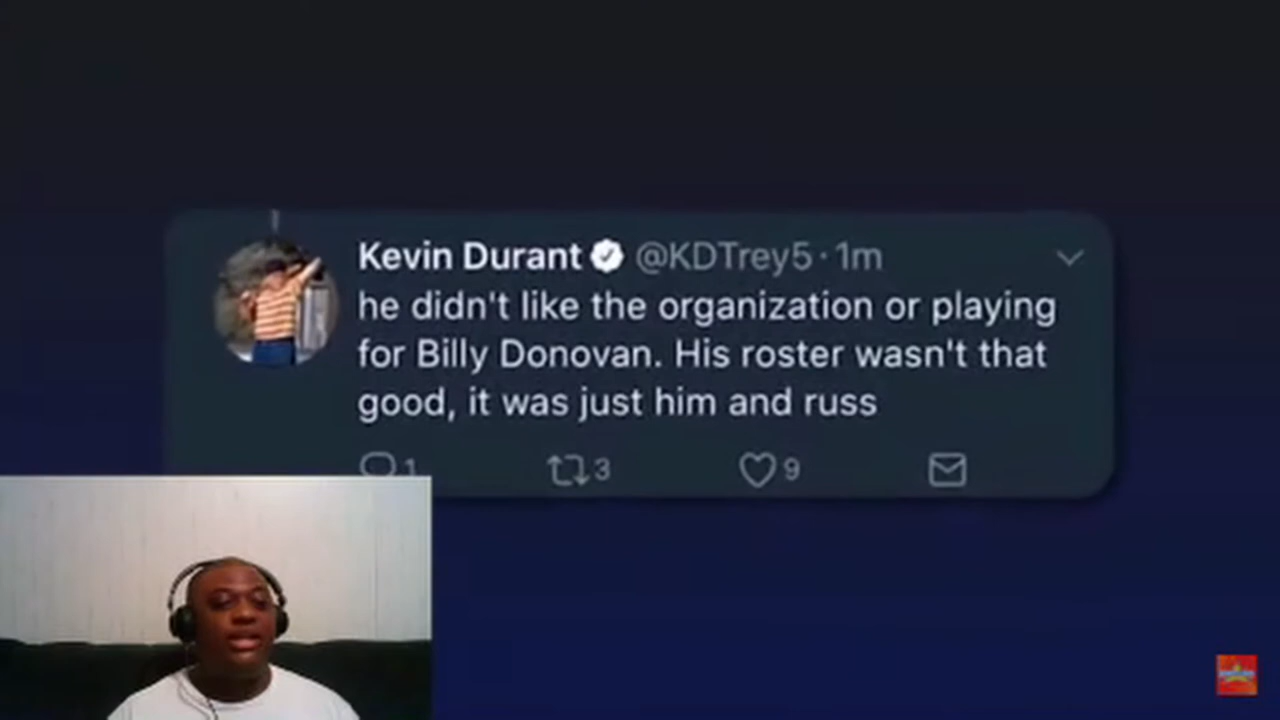 Kevin Durant @KDTrey5 · 1m
he didn't like the organization or playing
for Billy Donovan. His roster wasn't that
good, it was just him and russ
1 3 9